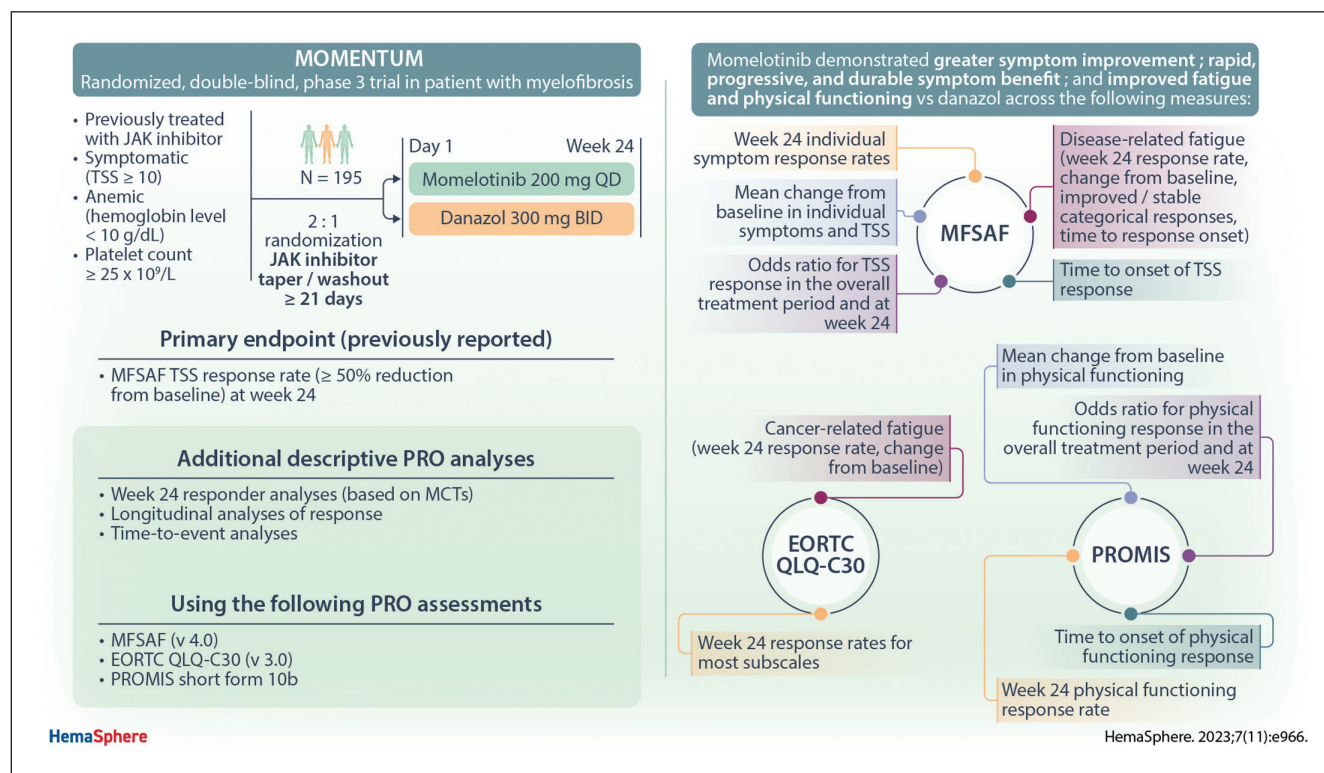 MOMENTUM
Randomized, double-blind, phase 3 trial in patient with myelofibrosis
• Previously treated
with JAK inhibitor
• Symptomatic
(TSS ≥ 10)
• Anemic
(hemoglobin level
< 10 g/dL)
• Platelet count
≥ 25 x 10⁹/L
N = 195
2 : 1
randomization
JAK inhibitor
taper / washout
≥ 21 days
Day 1 Week 24
Momelotinib 200 mg QD
Danazol 300 mg BID
Primary endpoint (previously reported)
• MFSAF TSS response rate (≥ 50% reduction
from baseline) at week 24
Additional descriptive PRO analyses
• Week 24 responder analyses (based on MCTs)
• Longitudinal analyses of response
• Time-to-event analyses
Using the following PRO assessments
• MFSAF (v 4.0)
• EORTC QLQ-C30 (v 3.0)
• PROMIS short form 10b
Momelotinib demonstrated greater symptom improvement ; rapid,
progressive, and durable symptom benefit ; and improved fatigue
and physical functioning vs danazol across the following measures:
Week 24 individual
symptom response rates
Mean change from
baseline in individual
symptoms and TSS
Odds ratio for TSS
response in the overall
treatment period and at
week 24
MFSAF
Disease-related fatigue
(week 24 response rate,
change from baseline,
improved / stable
categorical responses,
time to response onset)
Time to onset of TSS
response
Cancer-related fatigue
(week 24 response rate, change
from baseline)
EORTC
QLQ-C30
Week 24 response rates for
most subscales
Mean change from baseline
in physical functioning
Odds ratio for physical
functioning response in the
overall treatment period and at
week 24
PROMIS
Time to onset of physical
functioning response
Week 24 physical functioning
response rate
HemaSphere
HemaSphere. 2023;7(11):e966.